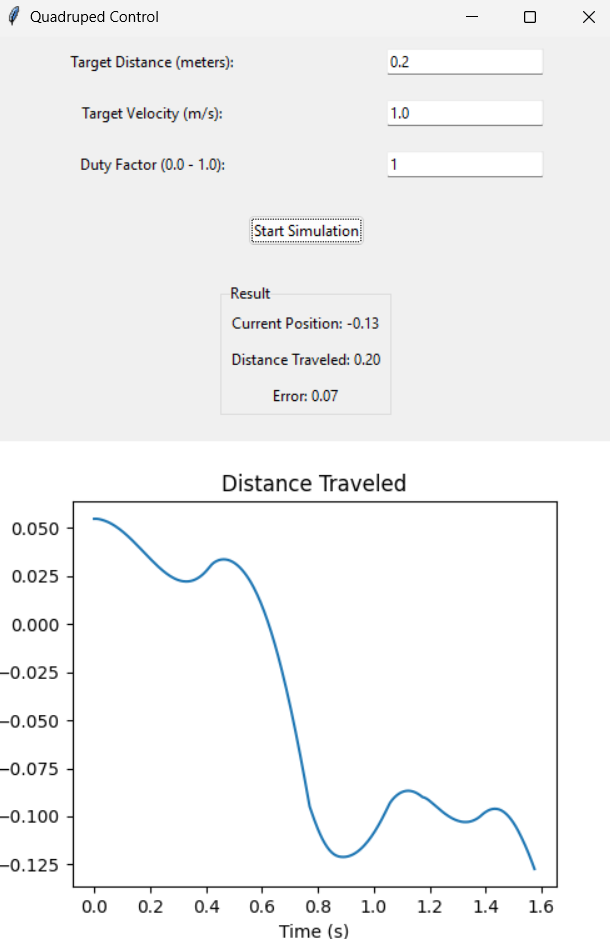 Quadruped Control
Target Distance (meters): 0.2
Target Velocity (m/s): 1.0
Duty Factor (0.0 - 1.0): 1
Start Simulation
Result
Current Position: -0.13
Distance Traveled: 0.20
Error: 0.07
Distance Traveled
0.050
0.025
0.000
−0.025
−0.050
−0.075
−0.100
−0.125
0.0 0.2 0.4 0.6 0.8 1.0 1.2 1.4 1.6
Time (s)